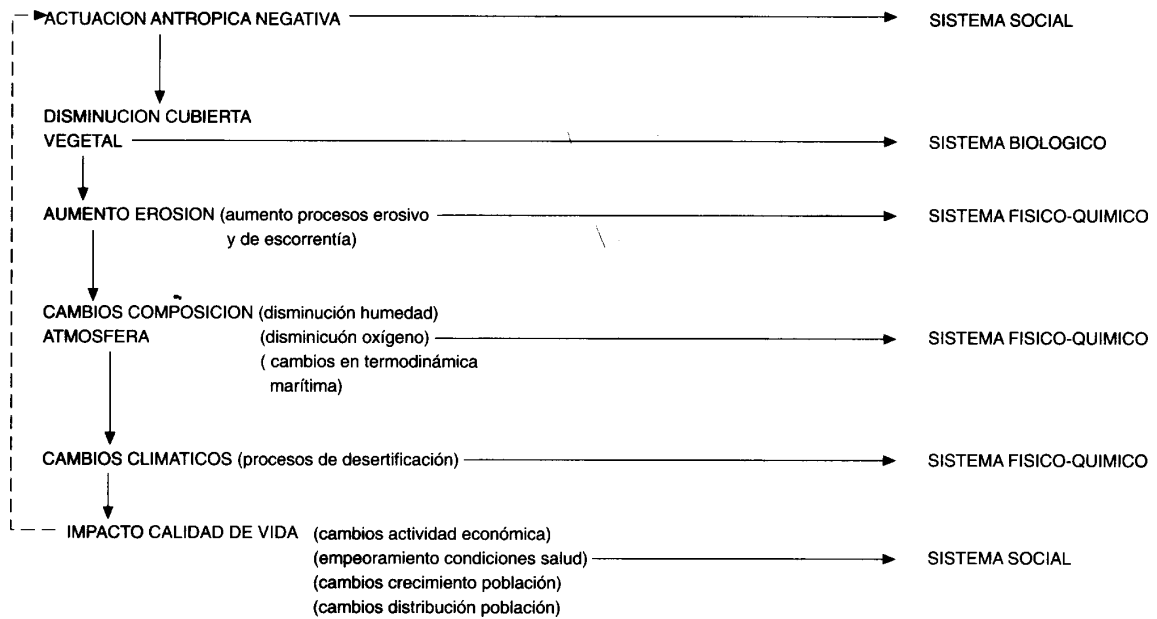 ACTUACION ANTROPICA NEGATIVA SISTEMA SOCIAL
DISMINUCION CUBIERTA
VEGETAL SISTEMA BIOLOGICO
AUMENTO EROSION (aumento procesos erosivo SISTEMA FISICO-QUIMICO
y de escorrentía)
CAMBIOS COMPOSICION (disminución humedad)
ATMOSFERA (disminicuón oxígeno) SISTEMA FISICO-QUIMICO
( cambios en termodinámica
marítima)
CAMBIOS CLIMATICOS (procesos de desertificación) SISTEMA FISICO-QUIMICO
IMPACTO CALIDAD DE VIDA (cambios actividad económica)
(empeoramiento condiciones salud) SISTEMA SOCIAL
(cambios crecimiento población)
(cambios distribución población)